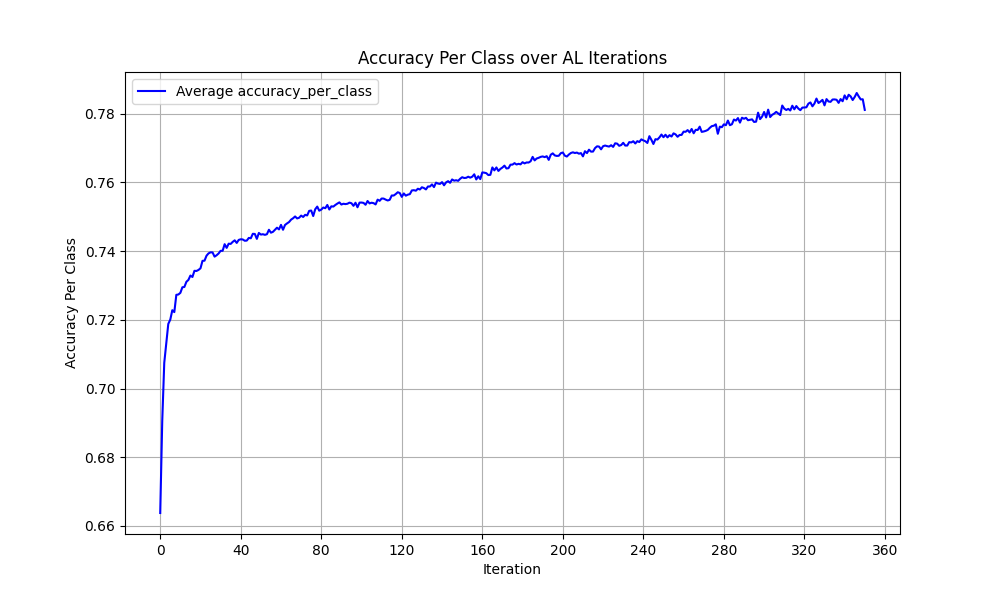 Accuracy Per Class over AL Iterations
Average accuracy_per_class
Accuracy Per Class
0.78
0.76
0.74
0.72
0.70
0.68
0.66
0 40 80 120 160 200 240 280 320 360
Iteration